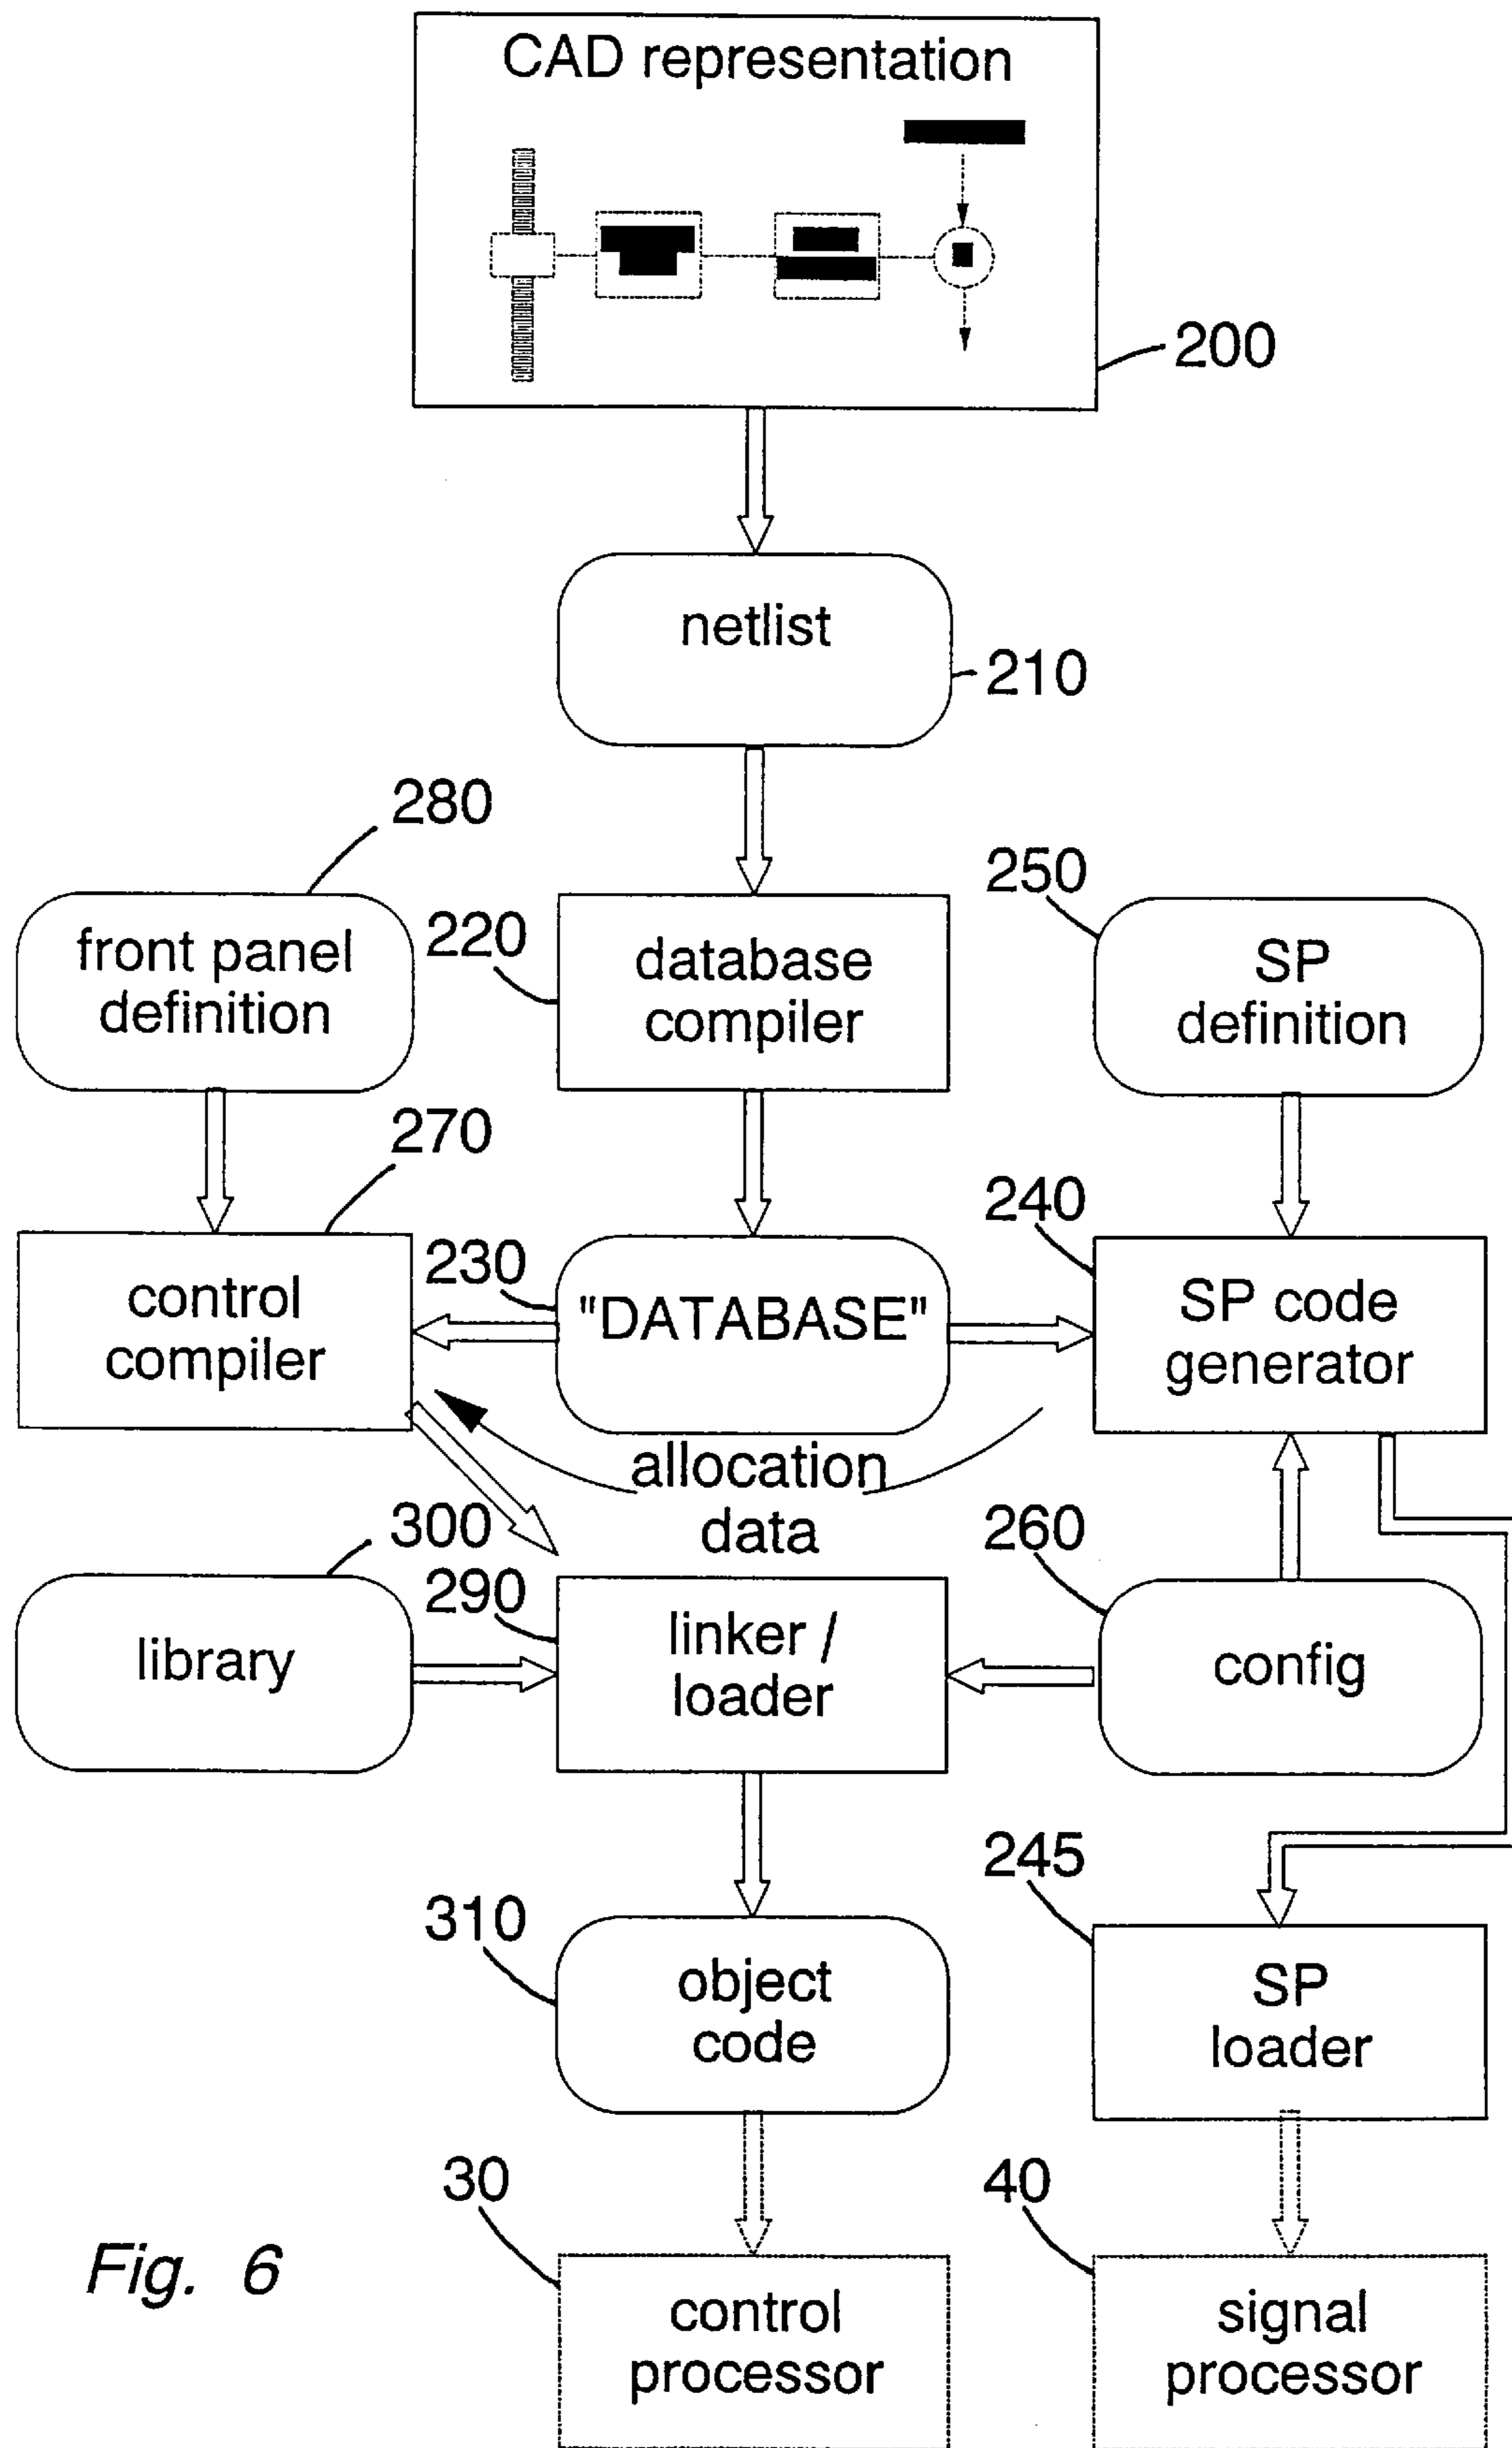 CAD representation
200
netlist
210
280
250
front panel
definition
220
database
compiler
SP
definition
270
240
control
compiler
230
"DATABASE"
SP code
generator
allocation
data
300
290
260
library
linker /
loader
config
245
310
object
code
SP
loader
30
40
control
processor
signal
processor
Fig. 6